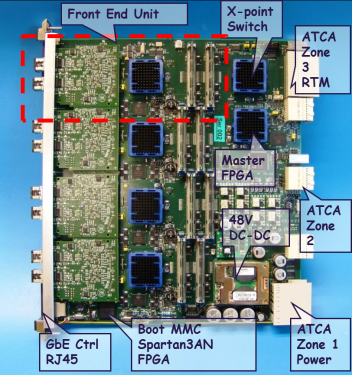 Front End Unit
X-point
Switch
ATCA
Zone
3
RTM
Master
FPGA
48V
DC-DC
ATCA
Zone
2
GbE Ctrl
RJ45
Boot MMC
Spartan3AN
FPGA
ATCA
Zone 1
Power